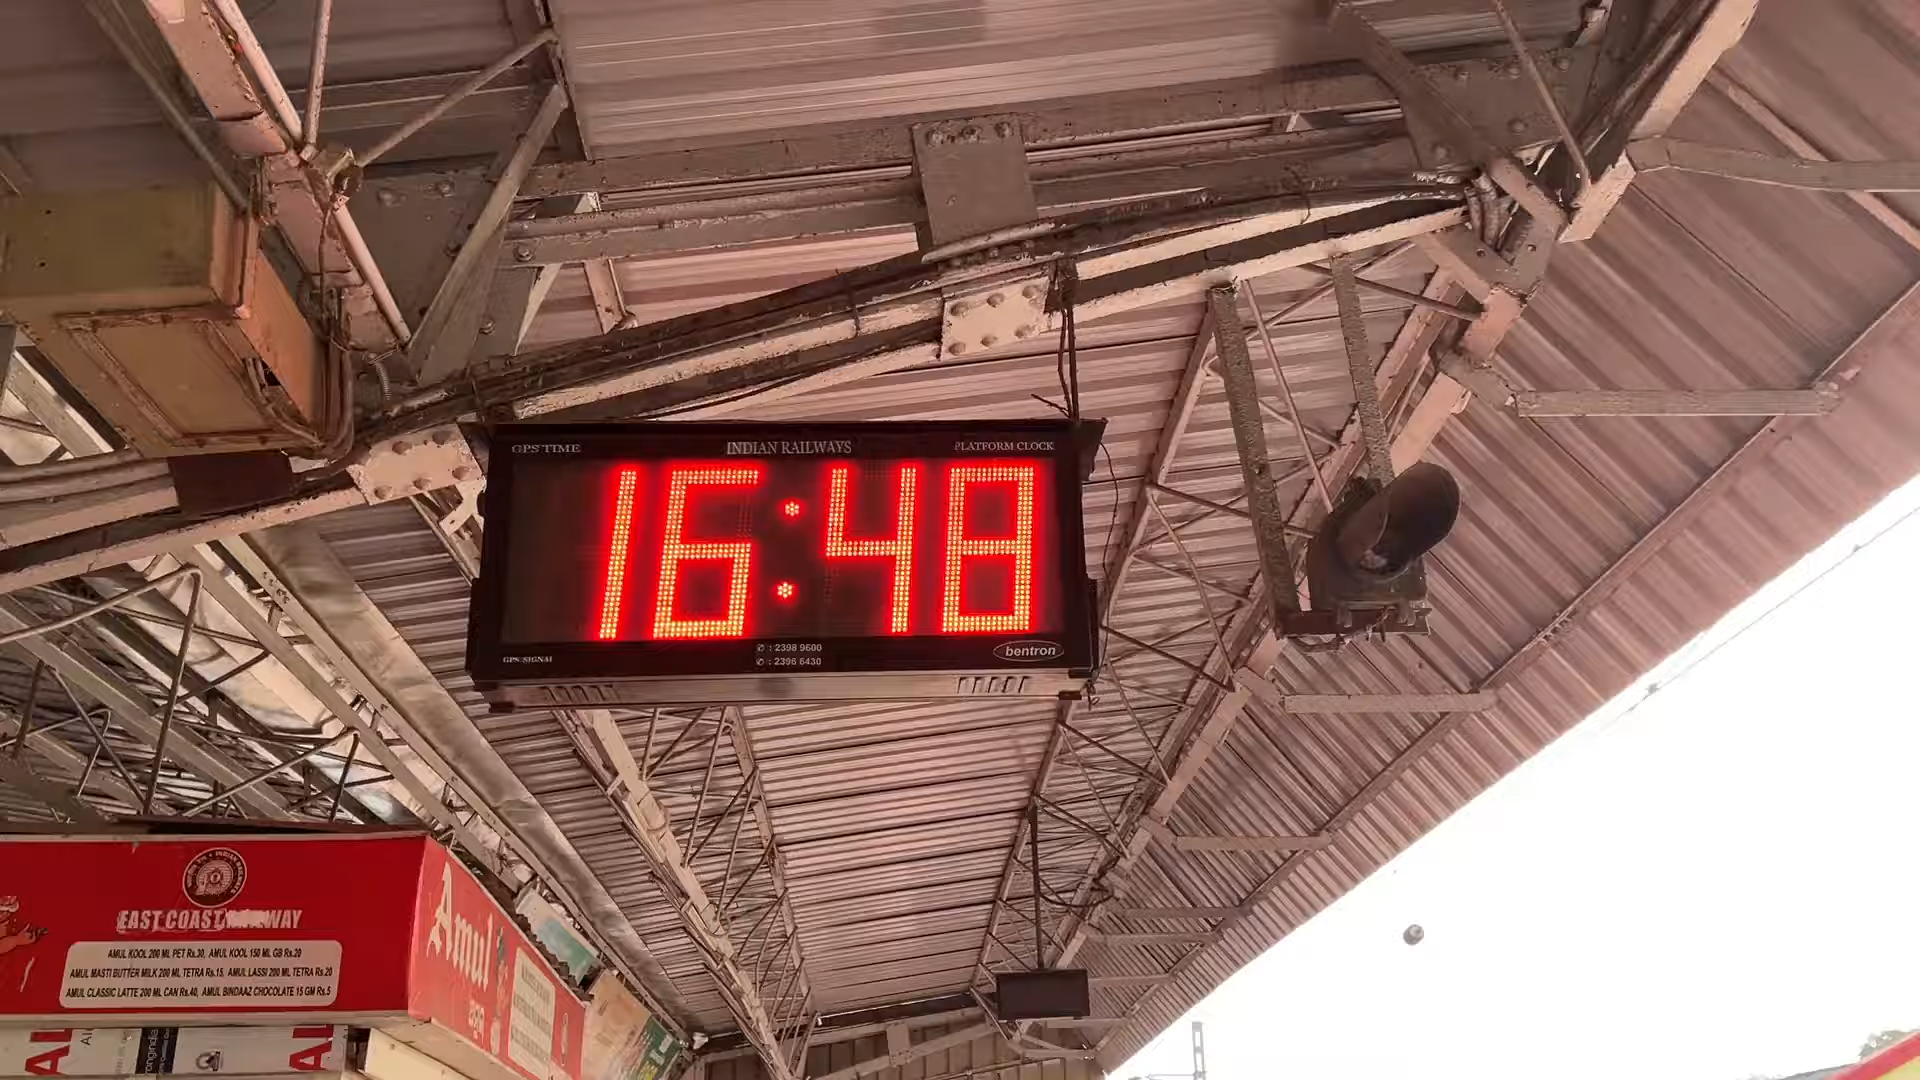 GPS TIME INDIAN RAILWAYS PLATFORM CLOCK
16:48
GPS SIGNAL
✆ : 2398 9600
✆ : 2396 6430
bentron
EAST COAST
AMUL KOOL 200 ML PET Rs.30, AMUL KOOL 150 ML GB Rs.20
AMUL MASTI BUTTER MILK 200 ML TETRA Rs.15, AMUL LASSI 200 ML TETRA Rs.20
AMUL CLASSIC LATTE 200 ML CAN Rs.40, AMUL BINDAAZ CHOCOLATE 15 GM Rs.5
Amul